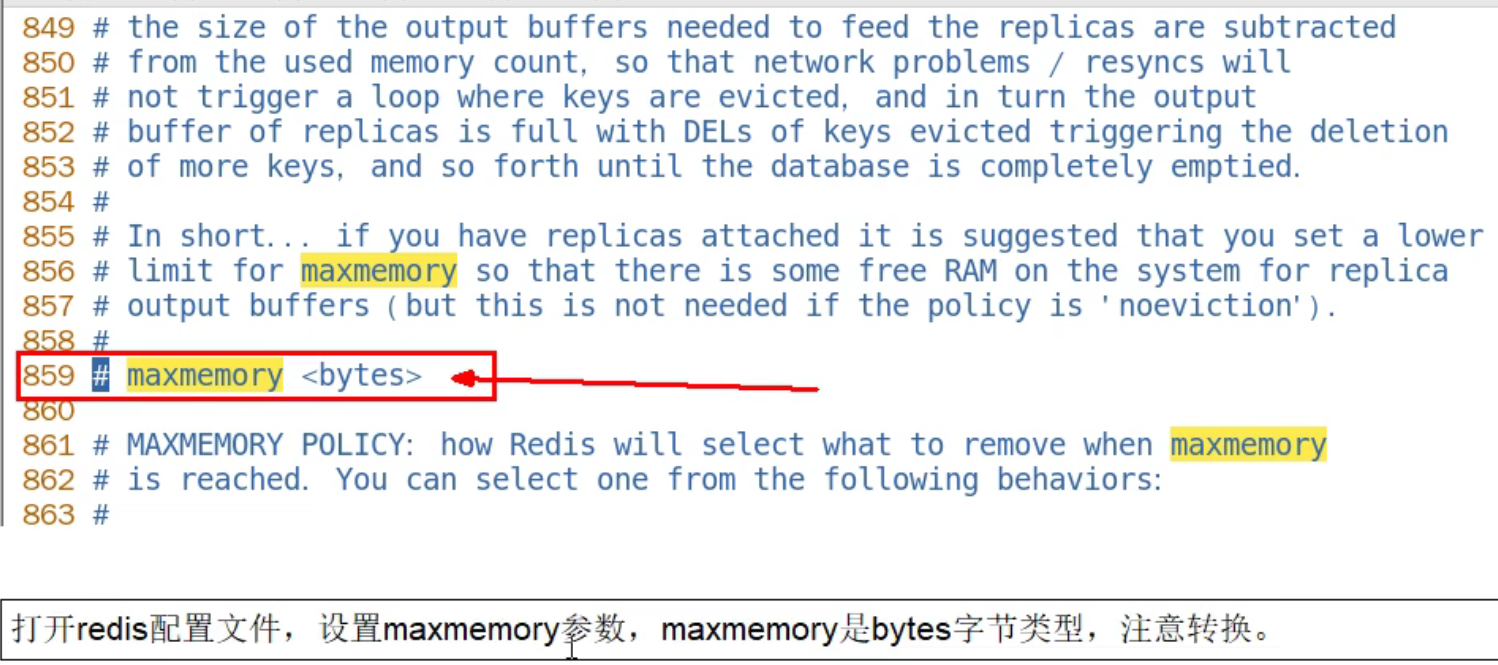 849 # the size of the output buffers needed to feed the replicas are subtracted
850 # from the used memory count, so that network problems / resyncs will
851 # not trigger a loop where keys are evicted, and in turn the output
852 # buffer of replicas is full with DELs of keys evicted triggering the deletion
853 # of more keys, and so forth until the database is completely emptied.
854 #
855 # In short... if you have replicas attached it is suggested that you set a lower
856 # limit for maxmemory so that there is some free RAM on the system for replica
857 # output buffers (but this is not needed if the policy is 'noeviction').
858 #
859 # maxmemory <bytes>
860
861 # MAXMEMORY POLICY: how Redis will select what to remove when maxmemory
862 # is reached. You can select one from the following behaviors:
863 #
打开redis配置文件，设置maxmemory参数，maxmemory是bytes字节类型，注意转换。